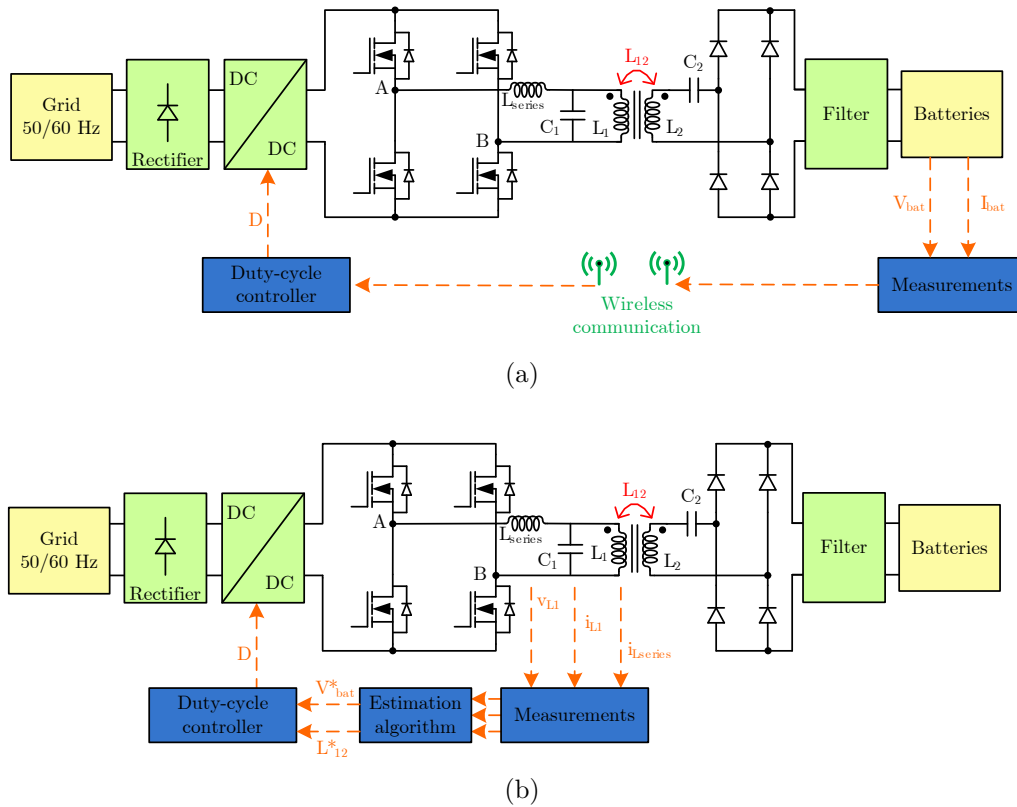 Grid
50/60 Hz
Rectifier
DC
DC
A
B
Lseries
C1
L12
L1
L2
C2
Filter
Batteries
D
Vbat
Ibat
Duty-cycle
controller
Wireless
communication
Measurements
(a)
Grid
50/60 Hz
Rectifier
DC
DC
A
B
Lseries
C1
L12
L1
L2
C2
Filter
Batteries
D
vL1
iL1
iLseries
Duty-cycle
controller
V*bat
L*12
Estimation
algorithm
Measurements
(b)